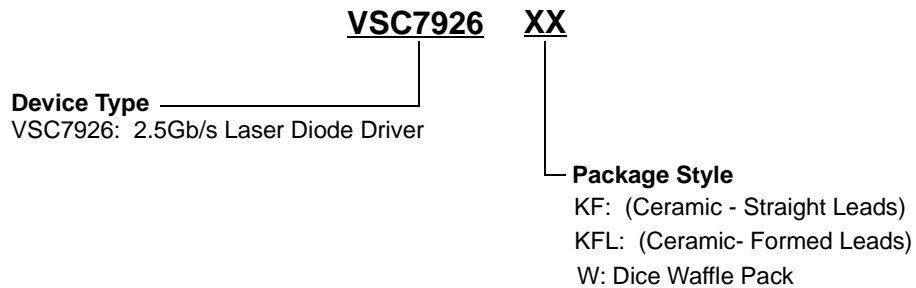 VSC7926 XX
Device Type
VSC7926: 2.5Gb/s Laser Diode Driver
Package Style
KF: (Ceramic - Straight Leads)
KFL: (Ceramic- Formed Leads)
W: Dice Waffle Pack